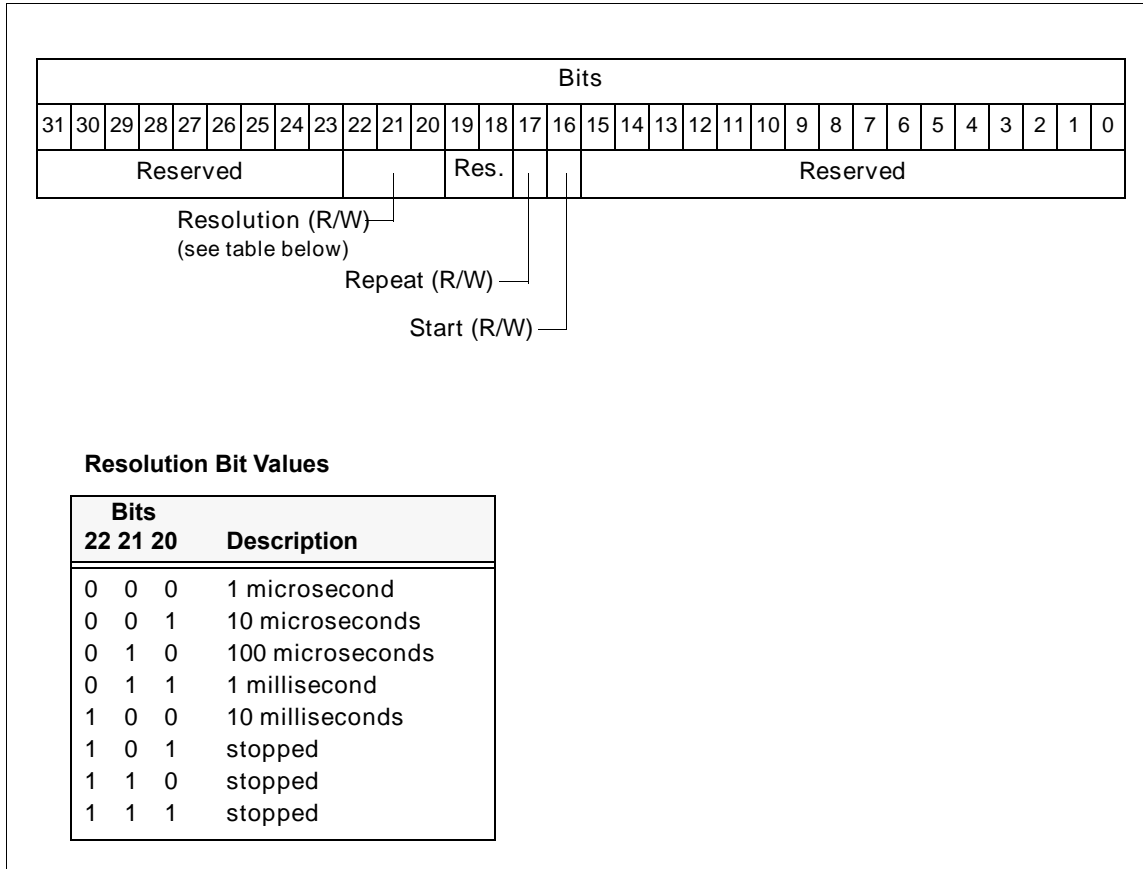 Bits
31 30 29 28 27 26 25 24 23 22 21 20 19 18 17 16 15 14 13 12 11 10 9 8 7 6 5 4 3 2 1 0
Reserved Res. Reserved
Resolution (R/W)
(see table below)
Repeat (R/W)
Start (R/W)
Resolution Bit Values
Bits
22 21 20 Description
0 0 0 1 microsecond
0 0 1 10 microseconds
0 1 0 100 microseconds
0 1 1 1 millisecond
1 0 0 10 milliseconds
1 0 1 stopped
1 1 0 stopped
1 1 1 stopped